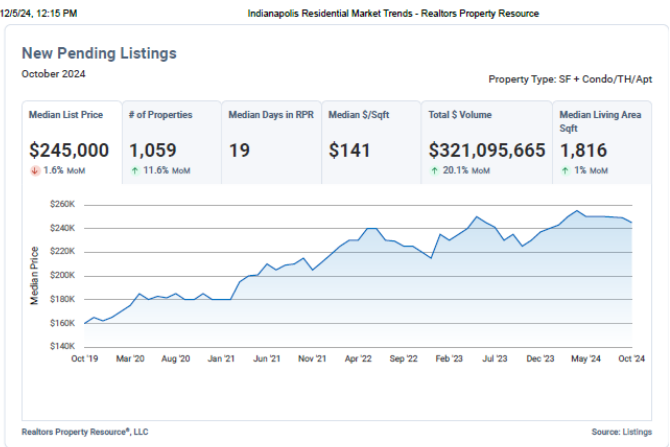 12/5/24, 12:15 PM Indianapolis Residential Market Trends - Realtors Property Resource
New Pending Listings
October 2024
Property Type: SF + Condo/TH/Apt
Median List Price
$245,000
1.6% MoM
# of Properties
1,059
11.6% MoM
Median Days in RPR
19
Median $/Sqft
$141
Total $ Volume
$321,095,665
20.1% MoM
Median Living Area
Sqft
1,816
1% MoM
Median Price
$260K
$240K
$220K
$200K
$180K
$160K
$140K
Oct '19 Mar '20 Aug '20 Jan '21 Jun '21 Nov '21 Apr '22 Sep '22 Feb '23 Jul '23 Dec '23 May '24 Oct '24
Realtors Property Resource®, LLC Source: Listings